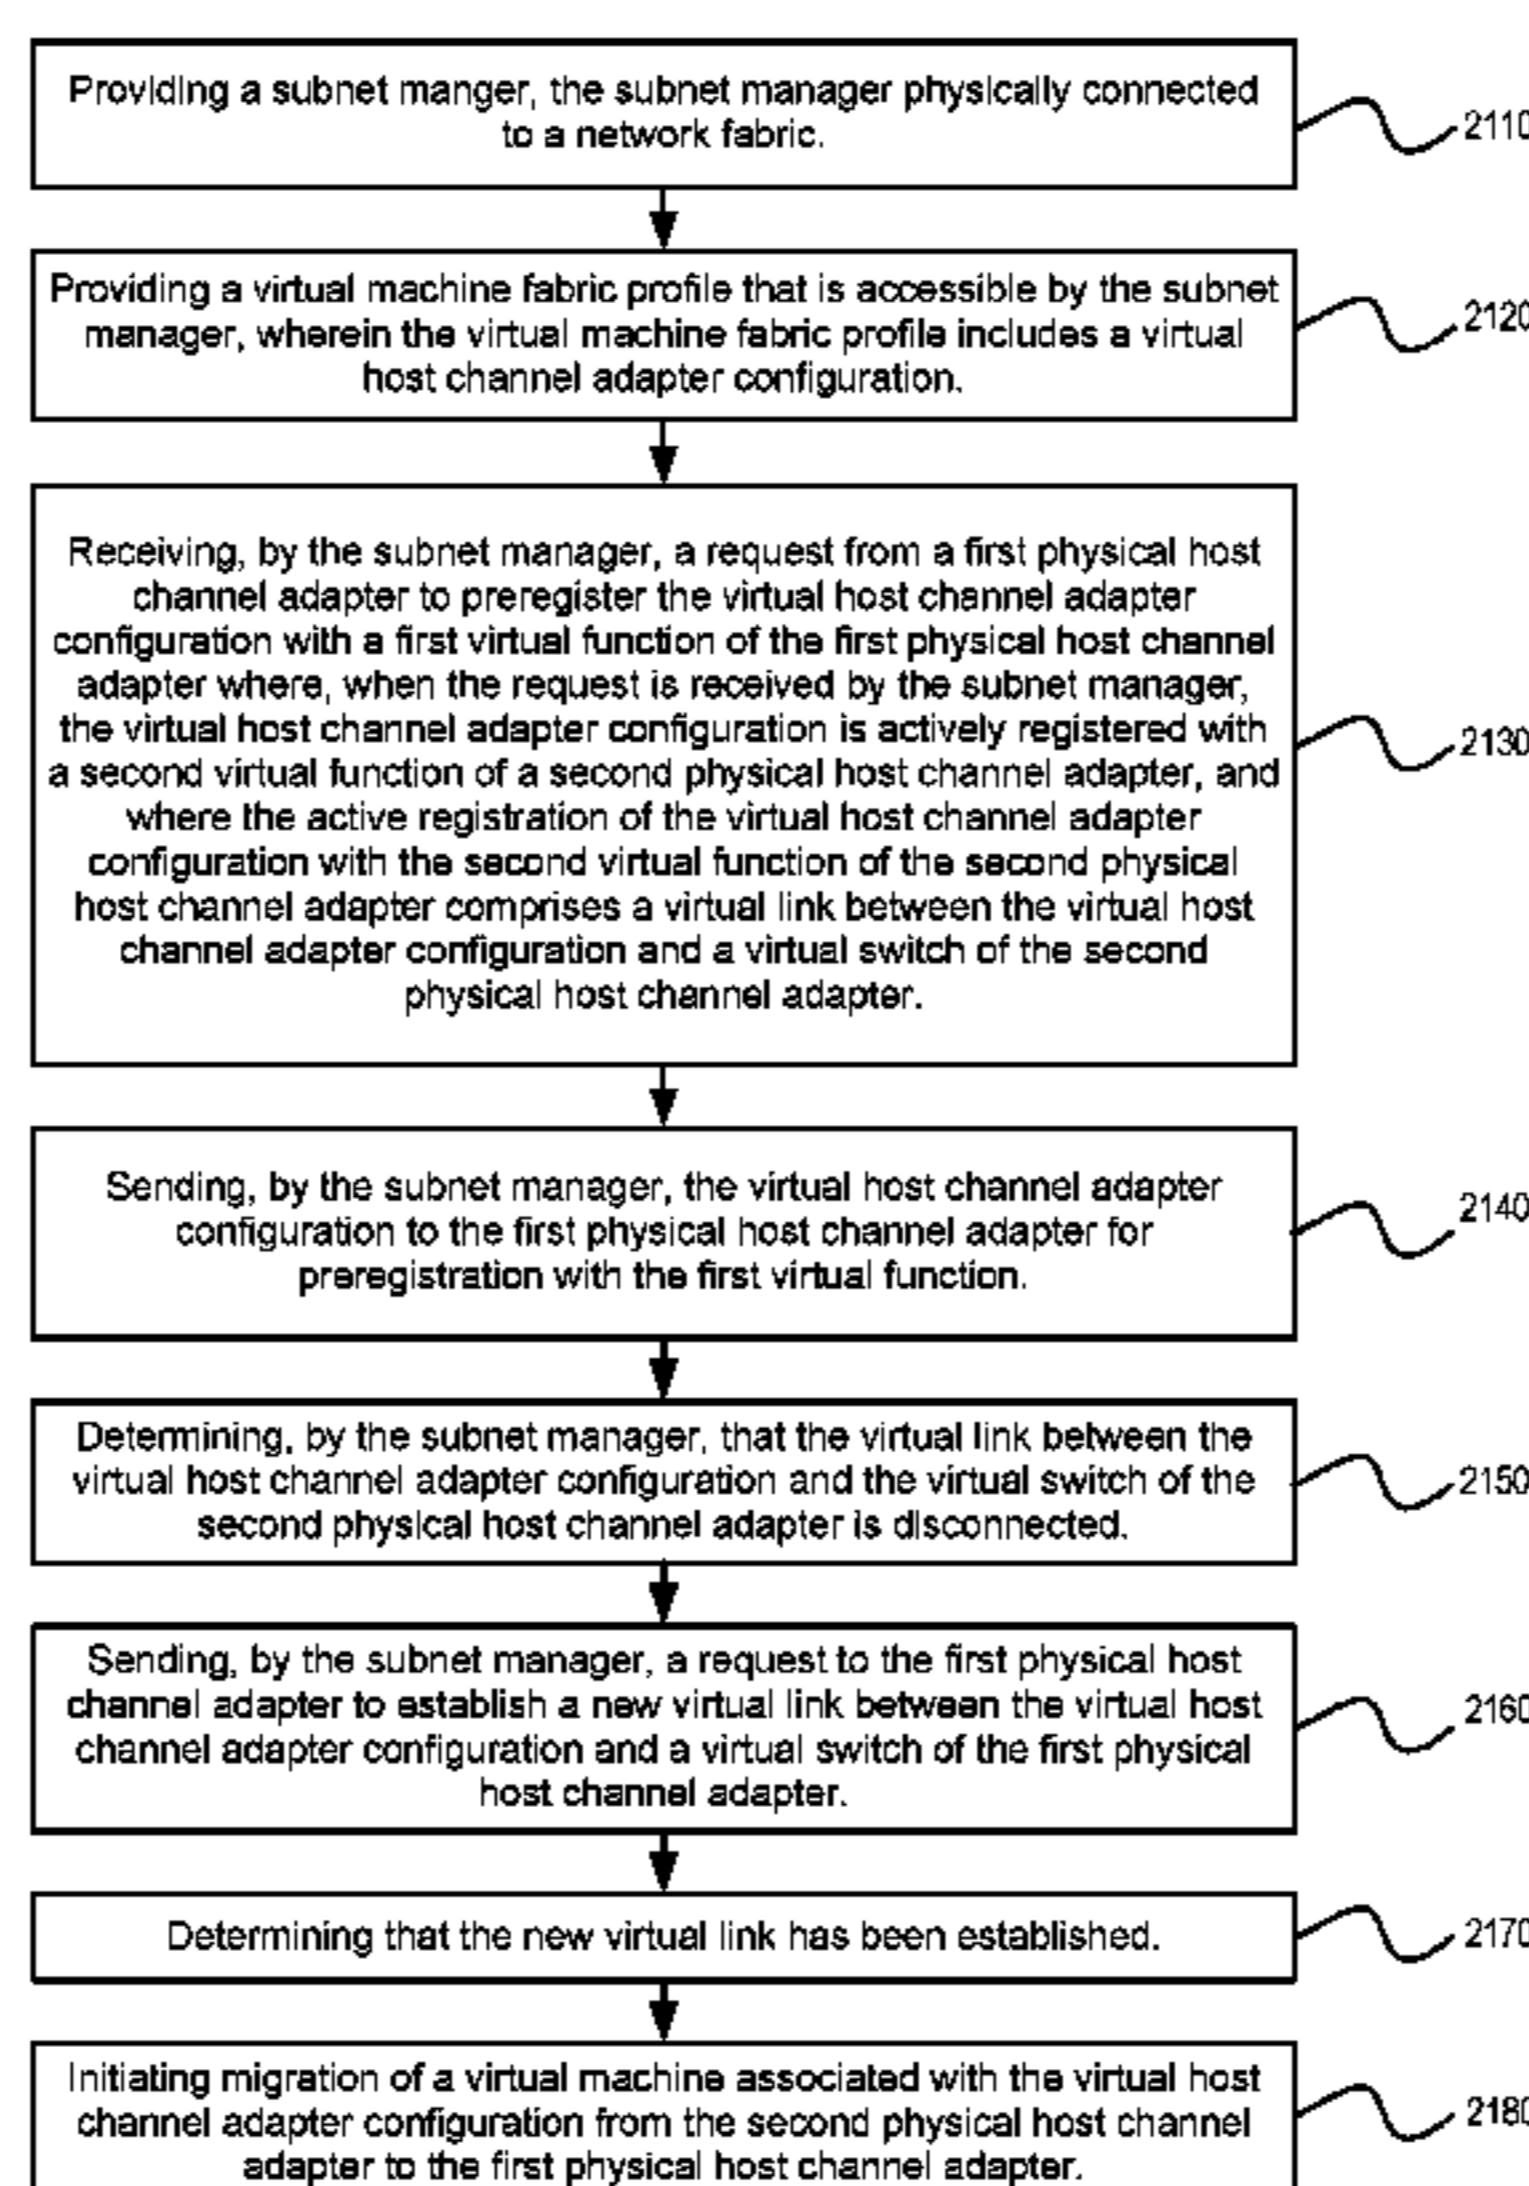 Providing a subnet manger, the subnet manager physically connected
to a network fabric.
2110
Providing a virtual machine fabric profile that is accessible by the subnet
manager, wherein the virtual machine fabric profile includes a virtual
host channel adapter configuration.
2120
Receiving, by the subnet manager, a request from a first physical host
channel adapter to preregister the virtual host channel adapter
configuration with a first virtual function of the first physical host channel
adapter where, when the request is received by the subnet manager,
the virtual host channel adapter configuration is actively registered with
a second virtual function of a second physical host channel adapter, and
where the active registration of the virtual host channel adapter
configuration with the second virtual function of the second physical
host channel adapter comprises a virtual link between the virtual host
channel adapter configuration and a virtual switch of the second
physical host channel adapter.
2130
Sending, by the subnet manager, the virtual host channel adapter
configuration to the first physical host channel adapter for
preregistration with the first virtual function.
2140
Determining, by the subnet manager, that the virtual link between the
virtual host channel adapter configuration and the virtual switch of the
second physical host channel adapter is disconnected.
2150
Sending, by the subnet manager, a request to the first physical host
channel adapter to establish a new virtual link between the virtual host
channel adapter configuration and a virtual switch of the first physical
host channel adapter.
2160
Determining that the new virtual link has been established.
2170
Initiating migration of a virtual machine associated with the virtual host
channel adapter configuration from the second physical host channel
adapter to the first physical host channel adapter.
2180